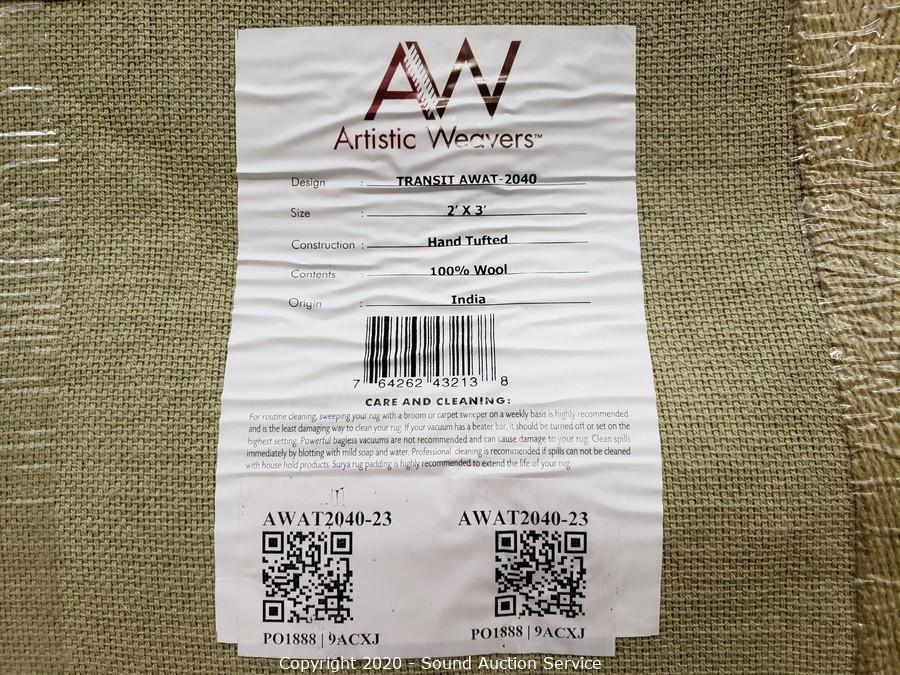 AW
Artistic Weavers™
Design : TRANSIT AWAT-2040
Size : 2' X 3'
Construction : Hand Tufted
Contents : 100% Wool
Origin : India
7 64262 43213 8
CARE AND CLEANING:
For routine cleaning, sweeping your rug with a broom or carpet sweeper on a weekly basis is highly recommended
and is the least damaging way to clean your rug. If your vacuum has a beater bar, it should be turned off or set on the
highest setting. Powerful bagless vacuums are not recommended and can cause damage to your rug. Clean spills
immediately by blotting with mild soap and water. Professional cleaning is recommended if spills can not be cleaned
with house hold products. Surya rug padding is highly recommended to extend the life of your rug.
AWAT2040-23 AWAT2040-23
PO1888 | 9ACXJ PO1888 | 9ACXJ
Copyright 2020 - Sound Auction Service